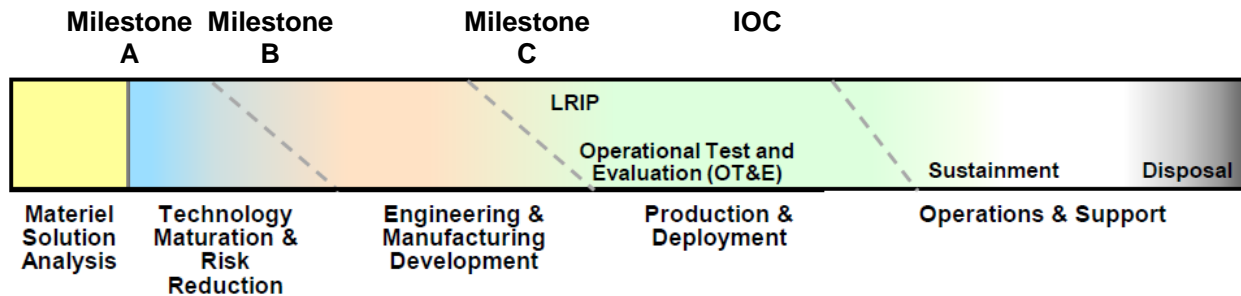 Milestone A
Milestone B
Milestone C
IOC
LRIP
Operational Test and
Evaluation (OT&E)
Sustainment
Disposal
Materiel
Solution
Analysis
Technology
Maturation &
Risk
Reduction
Engineering &
Manufacturing
Development
Production &
Deployment
Operations & Support